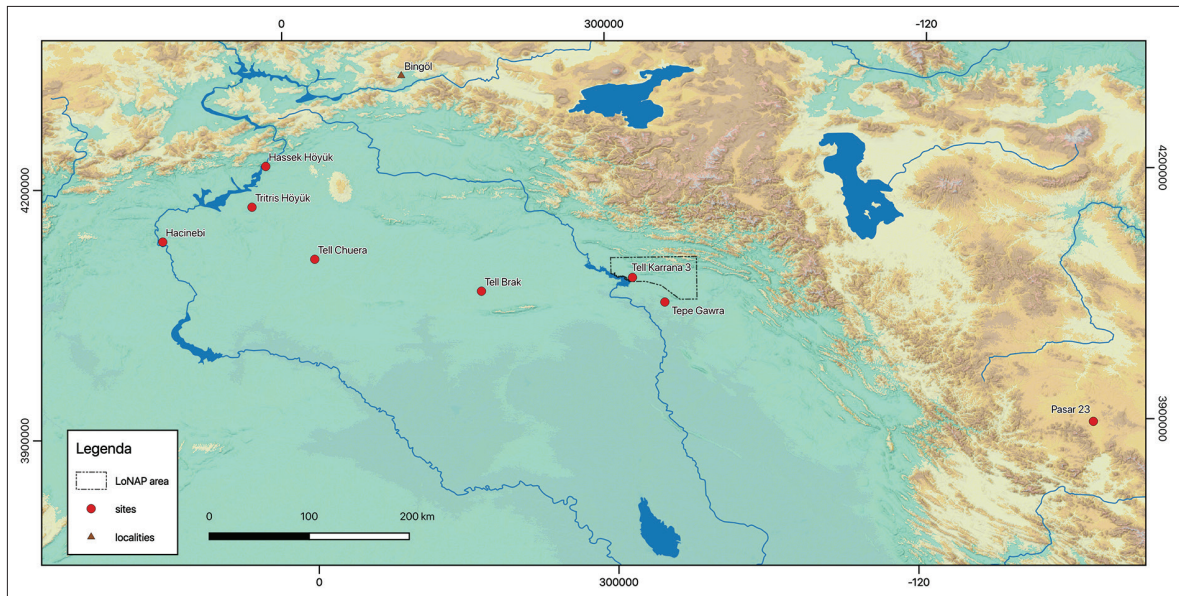 0 300000 -120
Bingöl
Hassek Höyük
4200000
4200000
Tritris Höyük
Hacınebi
Tell Chuera
Tell Karrana 3
Tell Brak
Tepe Gawra
Pasar 23
3900000
3900000
Legenda
LoNAP area
sites
localities
0 100 200 km
0 300000 -120